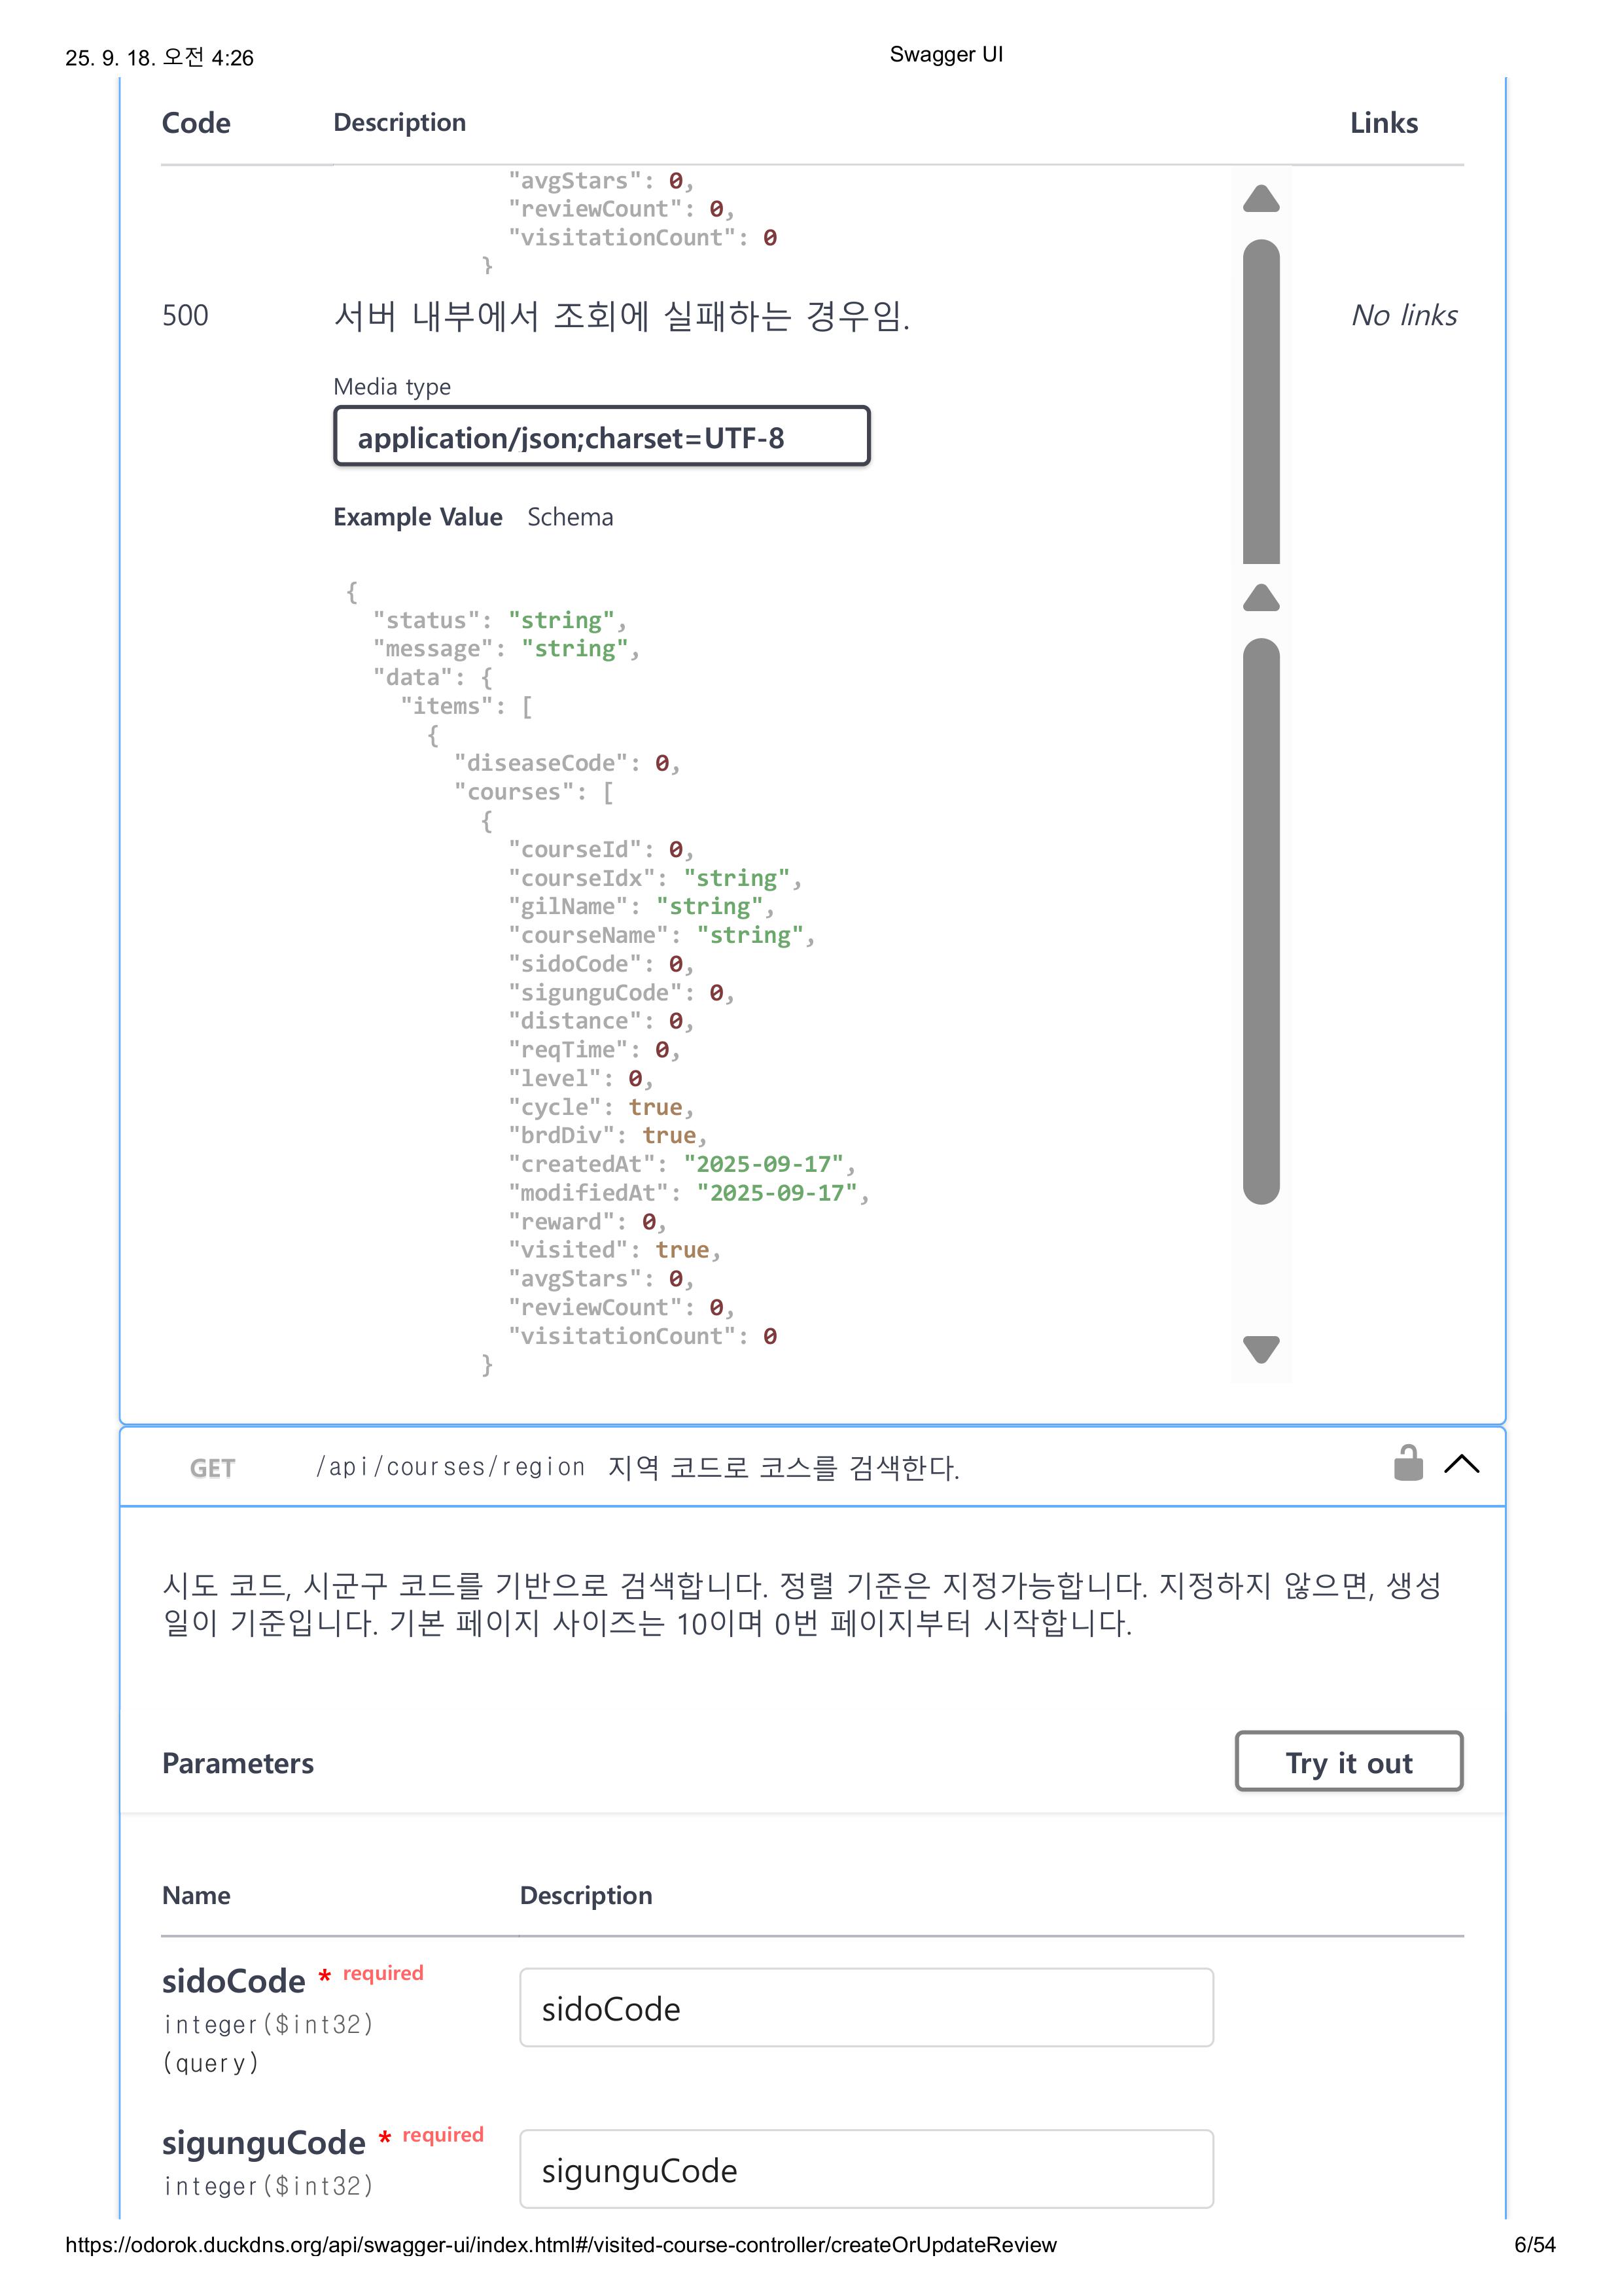 25. 9. 18. 오전 4:26
Swagger UI
Code Description Links
"avgStars": 0,
"reviewCount": 0,
"visitationCount": 0
}
500 서버 내부에서 조회에 실패하는 경우임. No links
Media type
application/json;charset=UTF-8
Example Value Schema
{
"status": "string",
"message": "string",
"data": {
"items": [
{
"diseaseCode": 0,
"courses": [
{
"courseId": 0,
"courseIdx": "string",
"gilName": "string",
"courseName": "string",
"sidoCode": 0,
"sigunguCode": 0,
"distance": 0,
"reqTime": 0,
"level": 0,
"cycle": true,
"brdDiv": true,
"createdAt": "2025-09-17",
"modifiedAt": "2025-09-17",
"reward": 0,
"visited": true,
"avgStars": 0,
"reviewCount": 0,
"visitationCount": 0
}
GET /api/courses/region 지역 코드로 코스를 검색한다.
시도 코드, 시군구 코드를 기반으로 검색합니다. 정렬 기준은 지정가능합니다. 지정하지 않으면, 생성
일이 기준입니다. 기본 페이지 사이즈는 10이며 0번 페이지부터 시작합니다.
Parameters Try it out
Name Description
sidoCode * required
integer($int32)
(query)
sidoCode
sigunguCode * required
integer($int32)
sigunguCode
https://odorok.duckdns.org/api/swagger-ui/index.html#/visited-course-controller/createOrUpdateReview 6/54